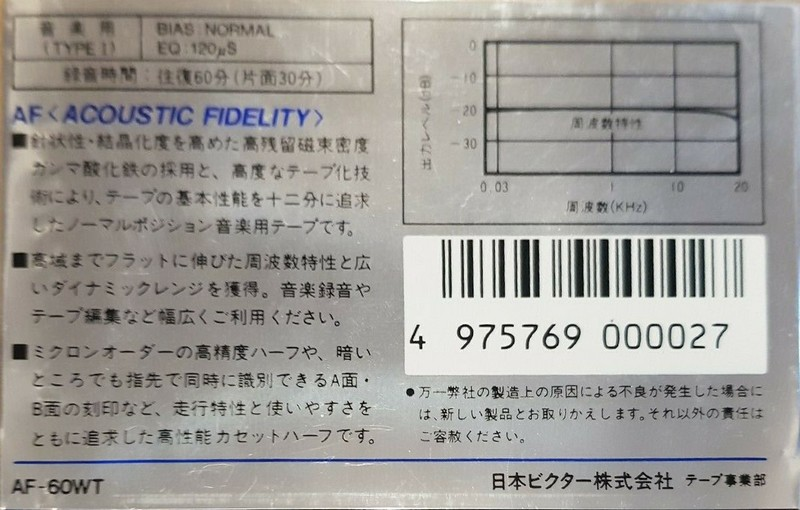 音楽用
(TYPE I)
BIAS:NORMAL
EQ:120μS
録音時間:往復60分(片面30分)
AF<ACOUSTIC FIDELITY>
■針状性・結晶化度を高めた高残留磁束密度
ガンマ酸化鉄の採用と、高度なテープ化技
術により、テープの基本性能を十二分に追求
したノーマルポジション音楽用テープです。
■高域までフラットに伸びた周波数特性と広
いダイナミックレンジを獲得。音楽録音や
テープ編集など幅広くご利用ください。
■ミクロンオーダーの高精度ハーフや、暗い
ところでも指先で同時に識別できるA面・
B面の刻印など、走行特性と使いやすさを
ともに追求した高性能カセットハーフです。
AF-60WT
出力レベル(dB)
0
-10
-20
-30
周波数特性
0.03 1 10 20
周波数(KHz)
4 975769 000027
●万一弊社の製造上の原因による不良が発生した場合に
は、新しい製品とお取りかえします。それ以外の責任は
ご容赦ください。
日本ビクター株式会社 テープ事業部